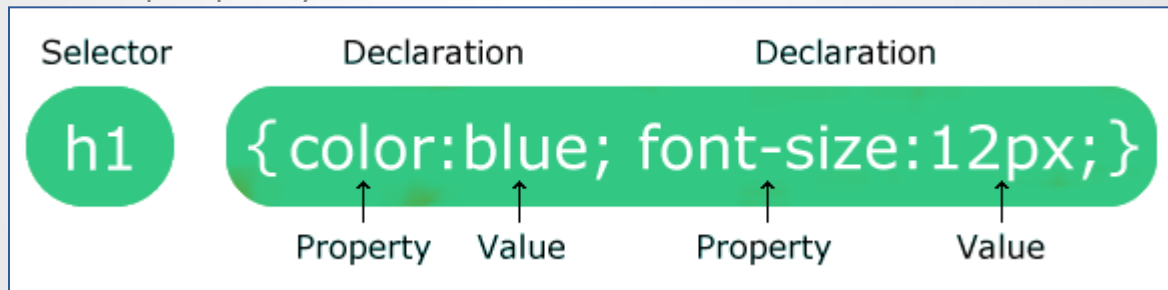 Selector Declaration Declaration
h1 {color:blue; font-size:12px;}
Property Value Property Value